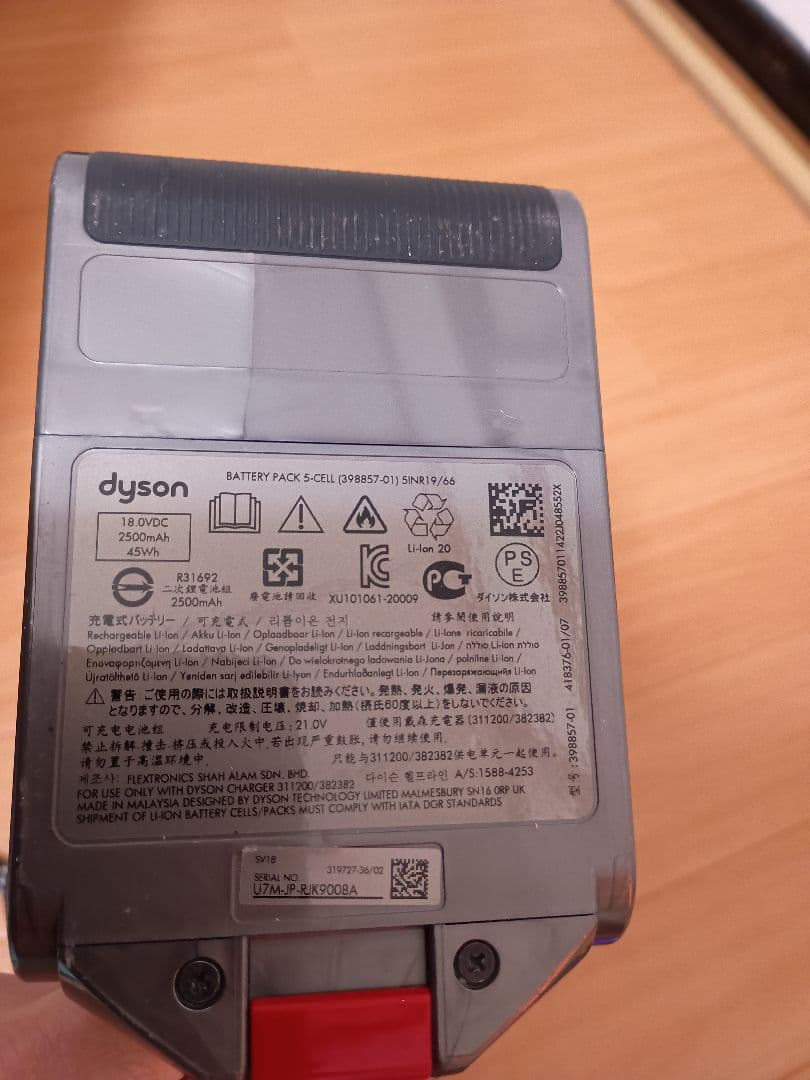 dyson
BATTERY PACK 5-CELL (398857-01) 5INR19/66
18.0VDC
2500mAh
45Wh
Li-Ion 20
R31692
二次鋰電池組
2500mAh
廢電池請回收
XU101061-20009
PS
E
ダイソン株式会社
充電式バッテリー / 可充電式 / 리튬이온 전지 請參閱使用說明
Rechargeable Li-Ion / Akku Li-Ion / Oplaadbaar Li-Ion / Li-Ion recargeable / Li-Ione ricaricabile /
Oppladbart Li Ion / Ladattava Li-Ion / Genopladeligt Li-Ion / Laddningsbart Li-Jon / סוללת Li-Ion
Επαναφορτιζόμενη Li-Ion / Nabíjecí Li-Ion / Do wielokrotnego ładowania Li-Jona / polnilne Li-Ion /
Újratölthető Li-Ion / Yeniden şarj edilebilir Li-Iyon / Endurhlaðanlegt Li-Ion / Перезаряжающийся Li-Ion
警告 ご使用の際には取扱説明書をお読みください。発熱、発火、爆発、漏液の原因
となりますので、分解、改造、圧壊、焼却、加熱(摂氏60度以上)をしないでください。
可充电电池组 充电限制电压:21.0V 僅使用戴森充電器(311200/382382)
禁止拆解,撞击,挤压或投入火中,若出现严重鼓胀,请勿继续使用.
请勿置于高温环境中. 只能与311200/382382供电单元一起使用。
제조사: FLEXTRONICS SHAH ALAM SDN. BHD. 다이슨 헬프라인 A/S:1588-4253
FOR USE ONLY WITH DYSON CHARGER 311200/382382
MADE IN MALAYSIA DESIGNED BY DYSON TECHNOLOGY LIMITED MALMESBURY SN16 0RP UK
SHIPMENT OF LI-ION BATTERY CELLS/PACKS MUST COMPLY WITH IATA DGR STANDARDS
型号:398857-01 418376-01/07 398857011422J048552X
SV18
319727-36/02
SERIAL NO.
U7M-JP-RJK9008A